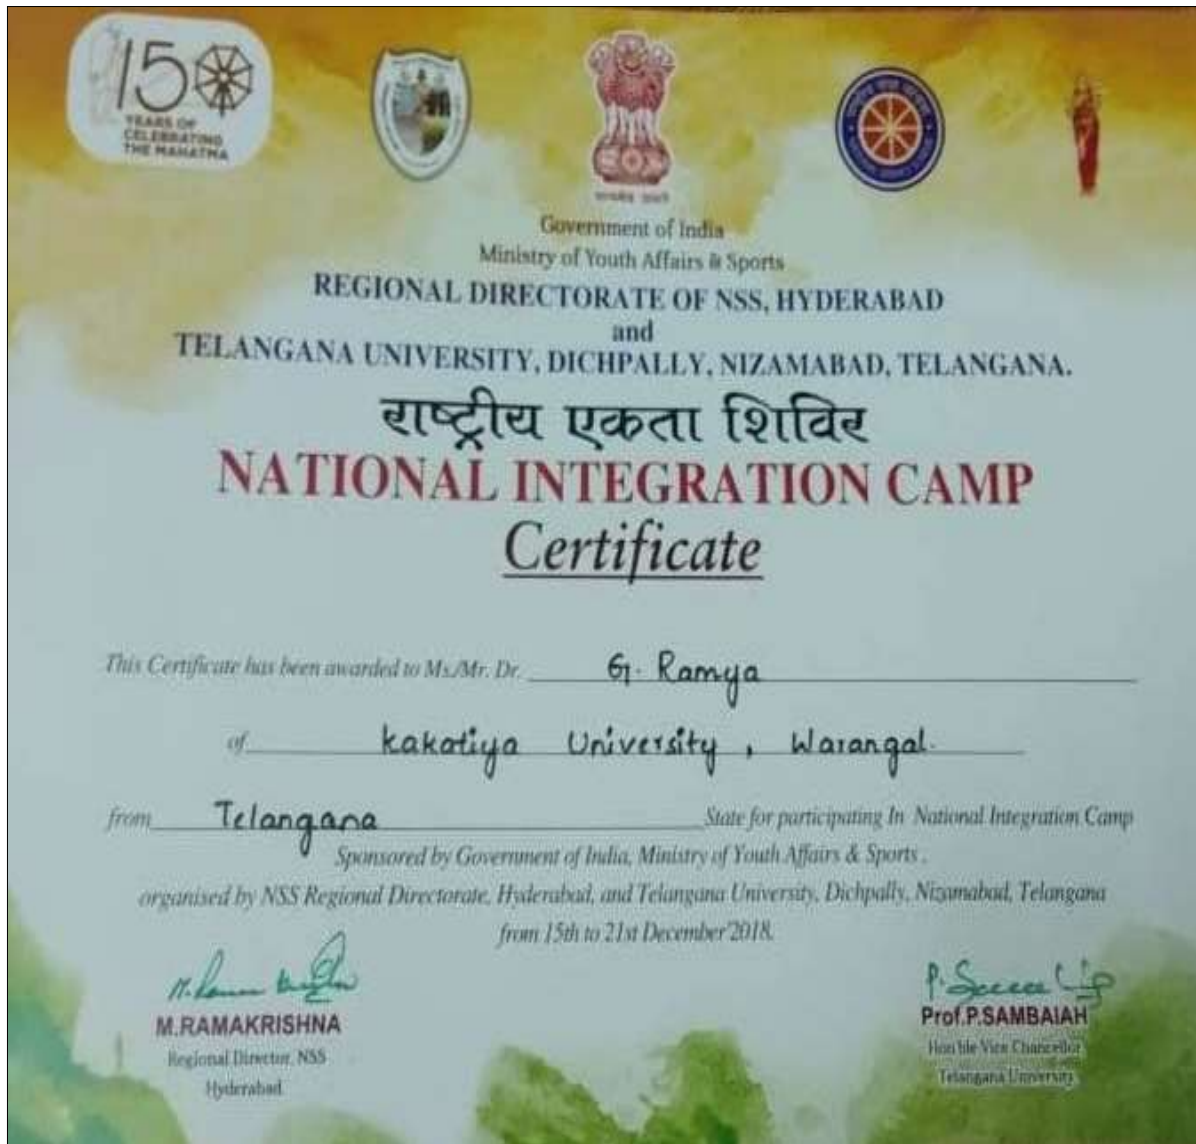 150
YEARS OF
CELEBRATING
THE MAHATMA
Government of India
Ministry of Youth Affairs & Sports
REGIONAL DIRECTORATE OF NSS, HYDERABAD
and
TELANGANA UNIVERSITY, DICHPALLY, NIZAMABAD, TELANGANA.
राष्ट्रीय एकता शिविर
NATIONAL INTEGRATION CAMP
Certificate
This Certificate has been awarded to Ms./Mr. Dr. G. Ramya
of kakatiya University, Warangal.
from Telangana State for participating In National Integration Camp
Sponsored by Government of India, Ministry of Youth Affairs & Sports,
organised by NSS Regional Directorate, Hyderabad, and Telangana University, Dichpally, Nizamabad, Telangana
from 15th to 21st December'2018.
M.RAMAKRISHNA
Regional Director, NSS
Hyderabad
Prof.P.SAMBAIAH
Hon'ble Vice Chancellor
Telangana University